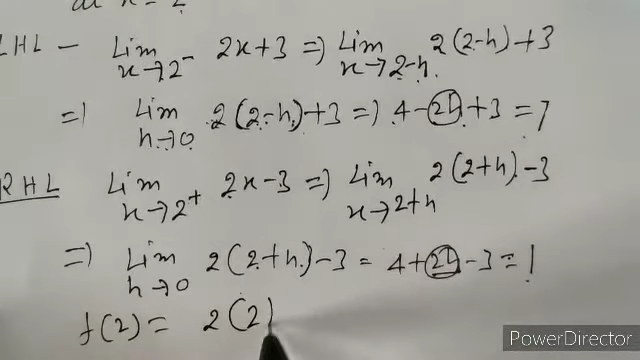 at x = 2
LHL - Lim x→2⁻ 2x+3 => Lim x→2-h. 2(2-h)+3
=> Lim h→0 2(2-h.)+3 => 4-2h+3 = 7
RHL Lim x→2⁺ 2x-3 => Lim x→2+h 2(2+h).-3
=> Lim h→0 2(2+h.)-3 = 4+2h-3 = 1
f(2) = 2(2)
PowerDirector